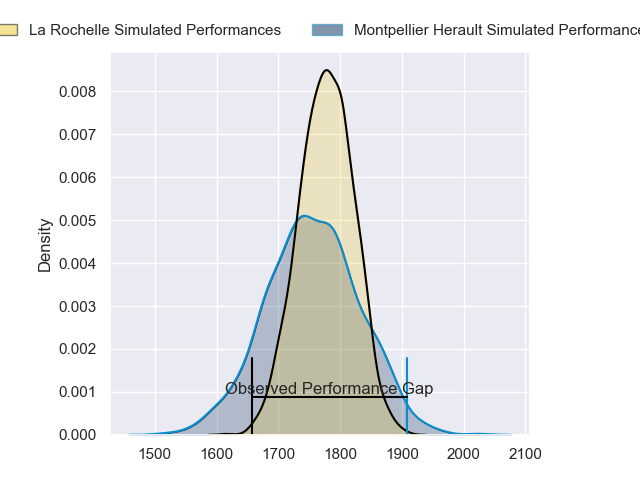 La Rochelle Simulated Performances Montpellier Herault Simulated Performance
0.008
0.007
0.006
0.005
0.004
0.003
0.002
0.001
0.000
Density
Observed Performance Gap
1500 1600 1700 1800 1900 2000 2100